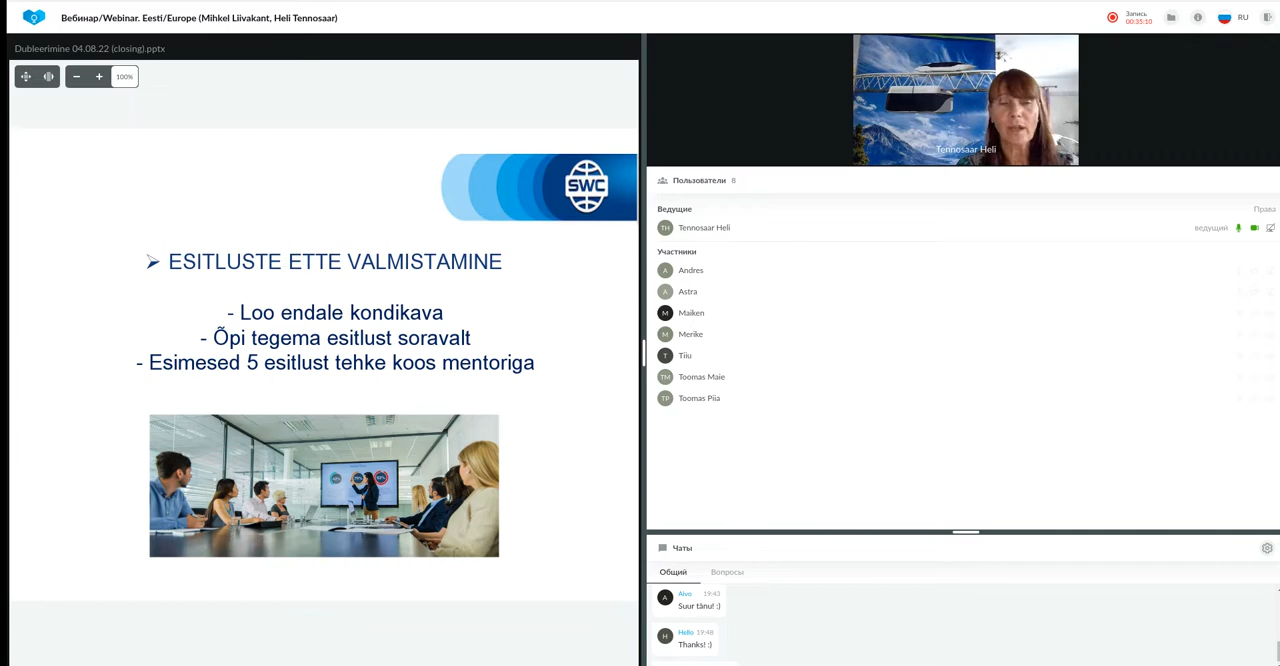 Вебинар/Webinar. Eesti/Europe (Mihkel Liivakant, Heli Tennosaar)
Запись
00:35:10
RU
Dubleerimine 04.08.22 (closing).pptx
100%
SWC
➢ ESITLUSTE ETTE VALMISTAMINE
- Loo endale kondikava
- Õpi tegema esitlust soravalt
- Esimesed 5 esitlust tehke koos mentoriga
Tennosaar Heli
Пользователи 8
Ведущие Права
TH Tennosaar Heli ведущий
Участники
A Andres
A Astra
M Maiken
M Merike
T Tiiu
TM Toomas Maie
TP Toomas Piia
Чаты
Общий Вопросы
A Aivo 19:43
Suur tänu! :)
H Hello 19:48
Thanks! :)